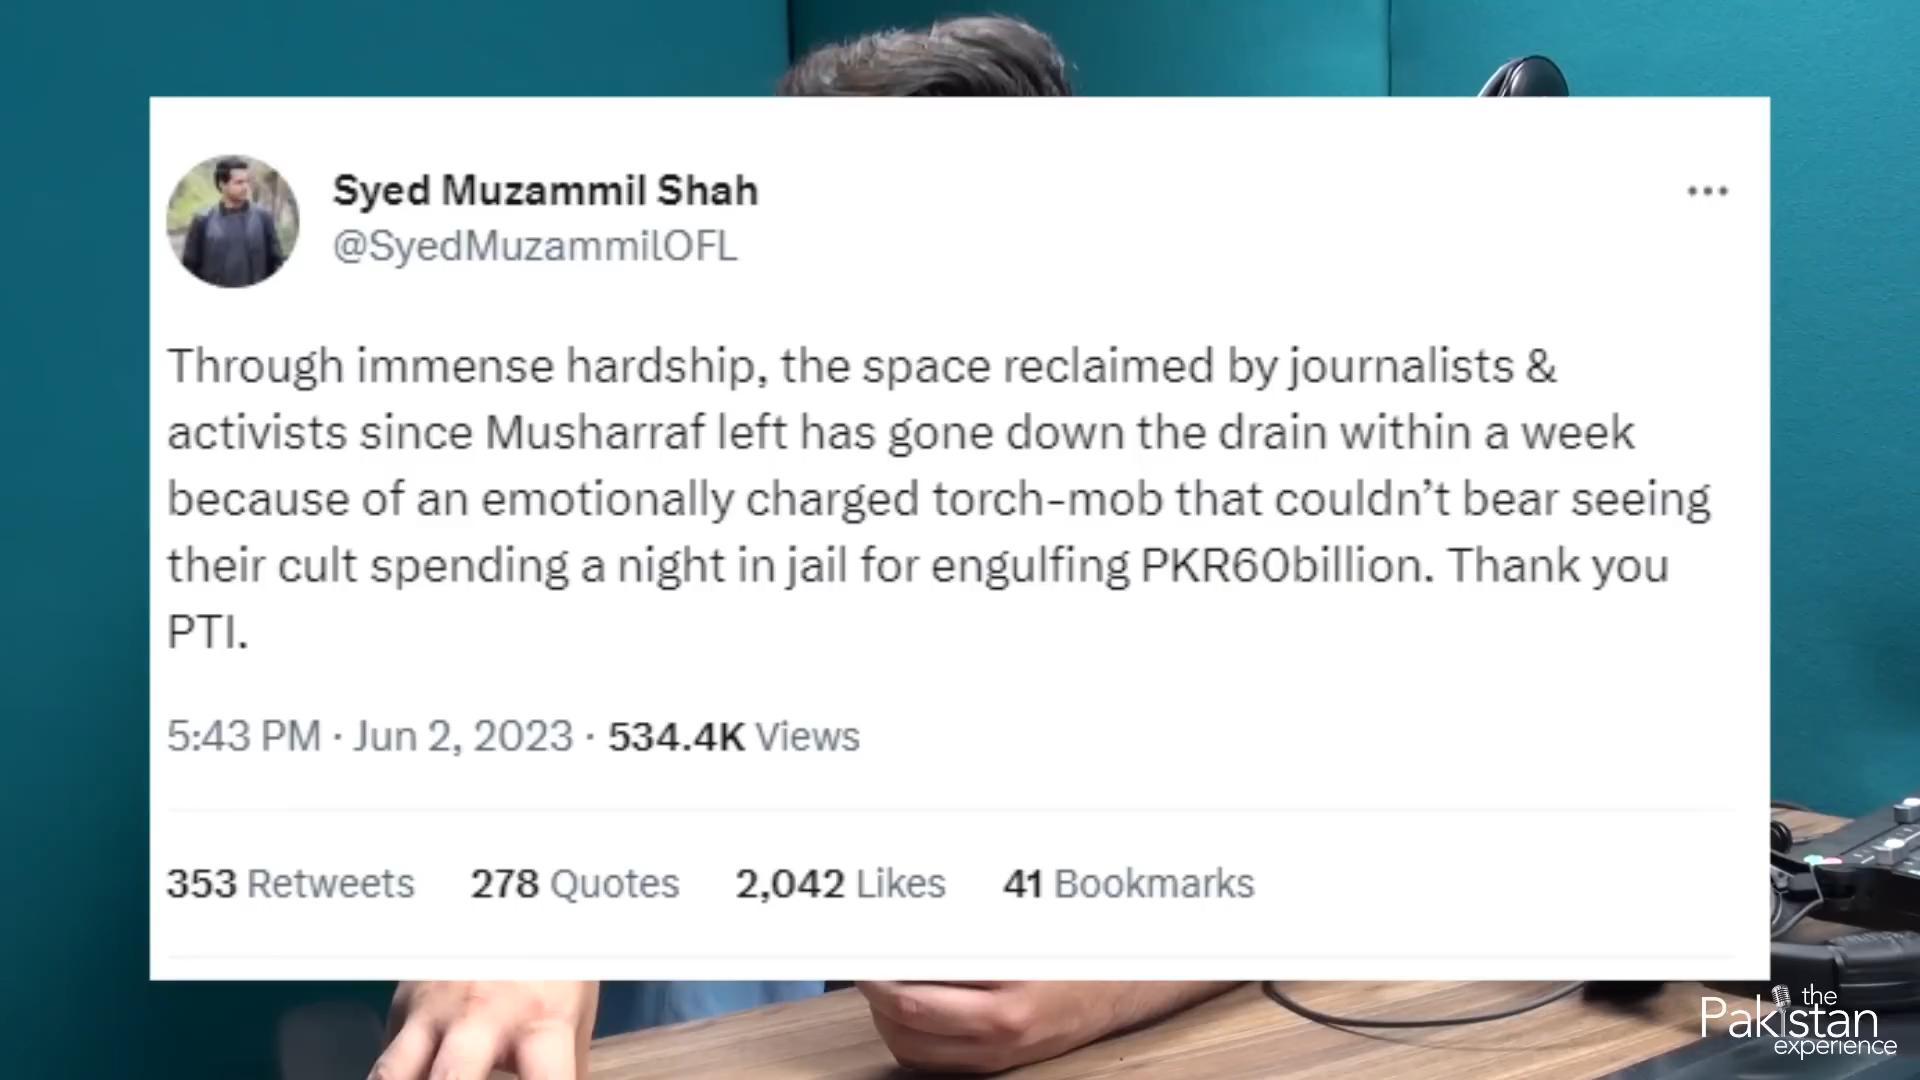 Syed Muzammil Shah
@SyedMuzammilOFL
Through immense hardship, the space reclaimed by journalists &
activists since Musharraf left has gone down the drain within a week
because of an emotionally charged torch-mob that couldn’t bear seeing
their cult spending a night in jail for engulfing PKR60billion. Thank you
PTI.
5:43 PM · Jun 2, 2023 · 534.4K Views
353 Retweets 278 Quotes 2,042 Likes 41 Bookmarks
the
Pakistan
experience